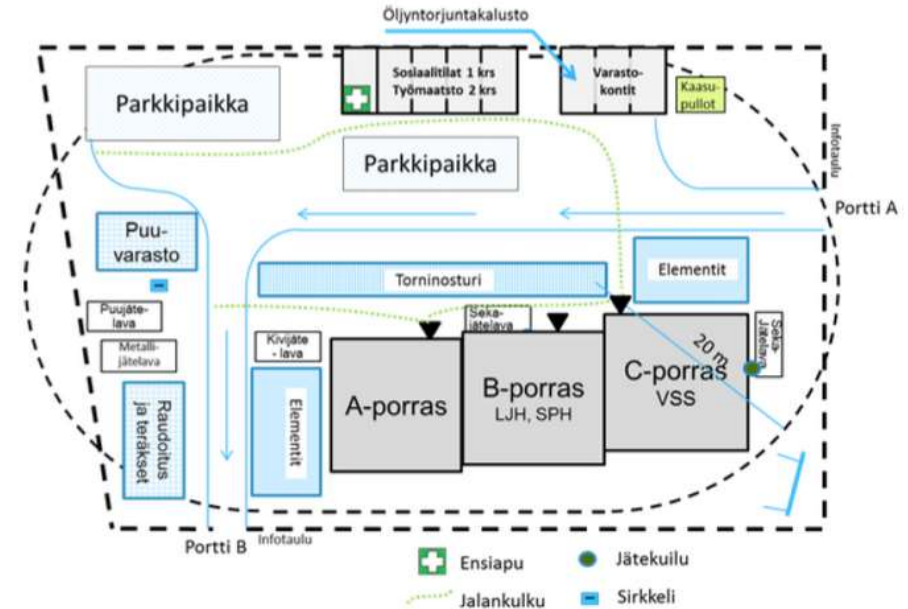 Öljyntorjuntakalusto
Parkkipaikka
Sosiaalitilat 1 krs
Työmaatsto 2 krs
Varasto-
kontit
Kaasu-
pullot
Infotaulu
Parkkipaikka
Portti A
Puu-
varasto
Torninosturi
Elementit
Puujäte-
lava
Metalli-
jätelava
Kivijäte
- lava
Seka-
jätelava
Seka-
Jätelava
20 m
A-porras
B-porras
LJH, SPH
C-porras
VSS
Raudoitus
ja teräkset
Elementit
Portti B
Infotaulu
Ensiapu
Jätekuilu
Jalankulku
Sirkkeli